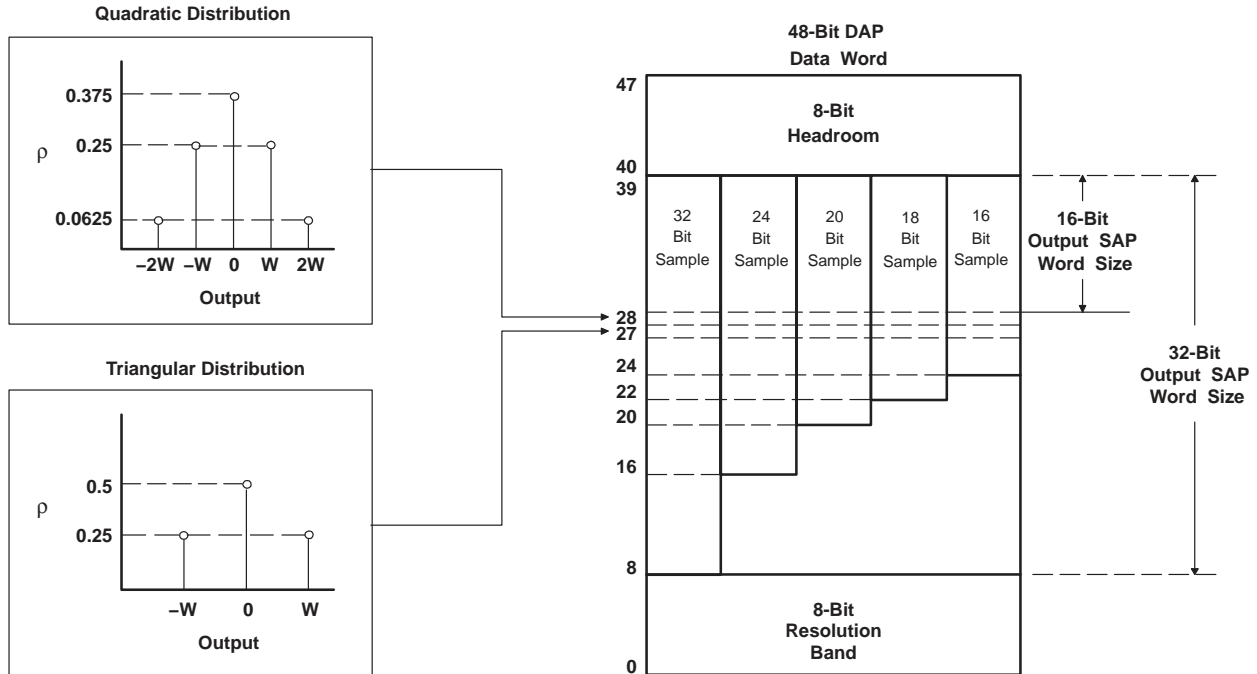 Quadratic Distribution
0.375
0.25
ρ
0.0625
–2W –W 0 W 2W
Output
Triangular Distribution
0.5
ρ
0.25
–W 0 W
Output
48-Bit DAP
Data Word
47
8-Bit
Headroom
40
39
32
Bit
Sample
24
Bit
Sample
20
Bit
Sample
18
Bit
Sample
16
Bit
Sample
16-Bit
Output SAP
Word Size
28
27
24
22
20
16
8
32-Bit
Output SAP
Word Size
8-Bit
Resolution
Band
0